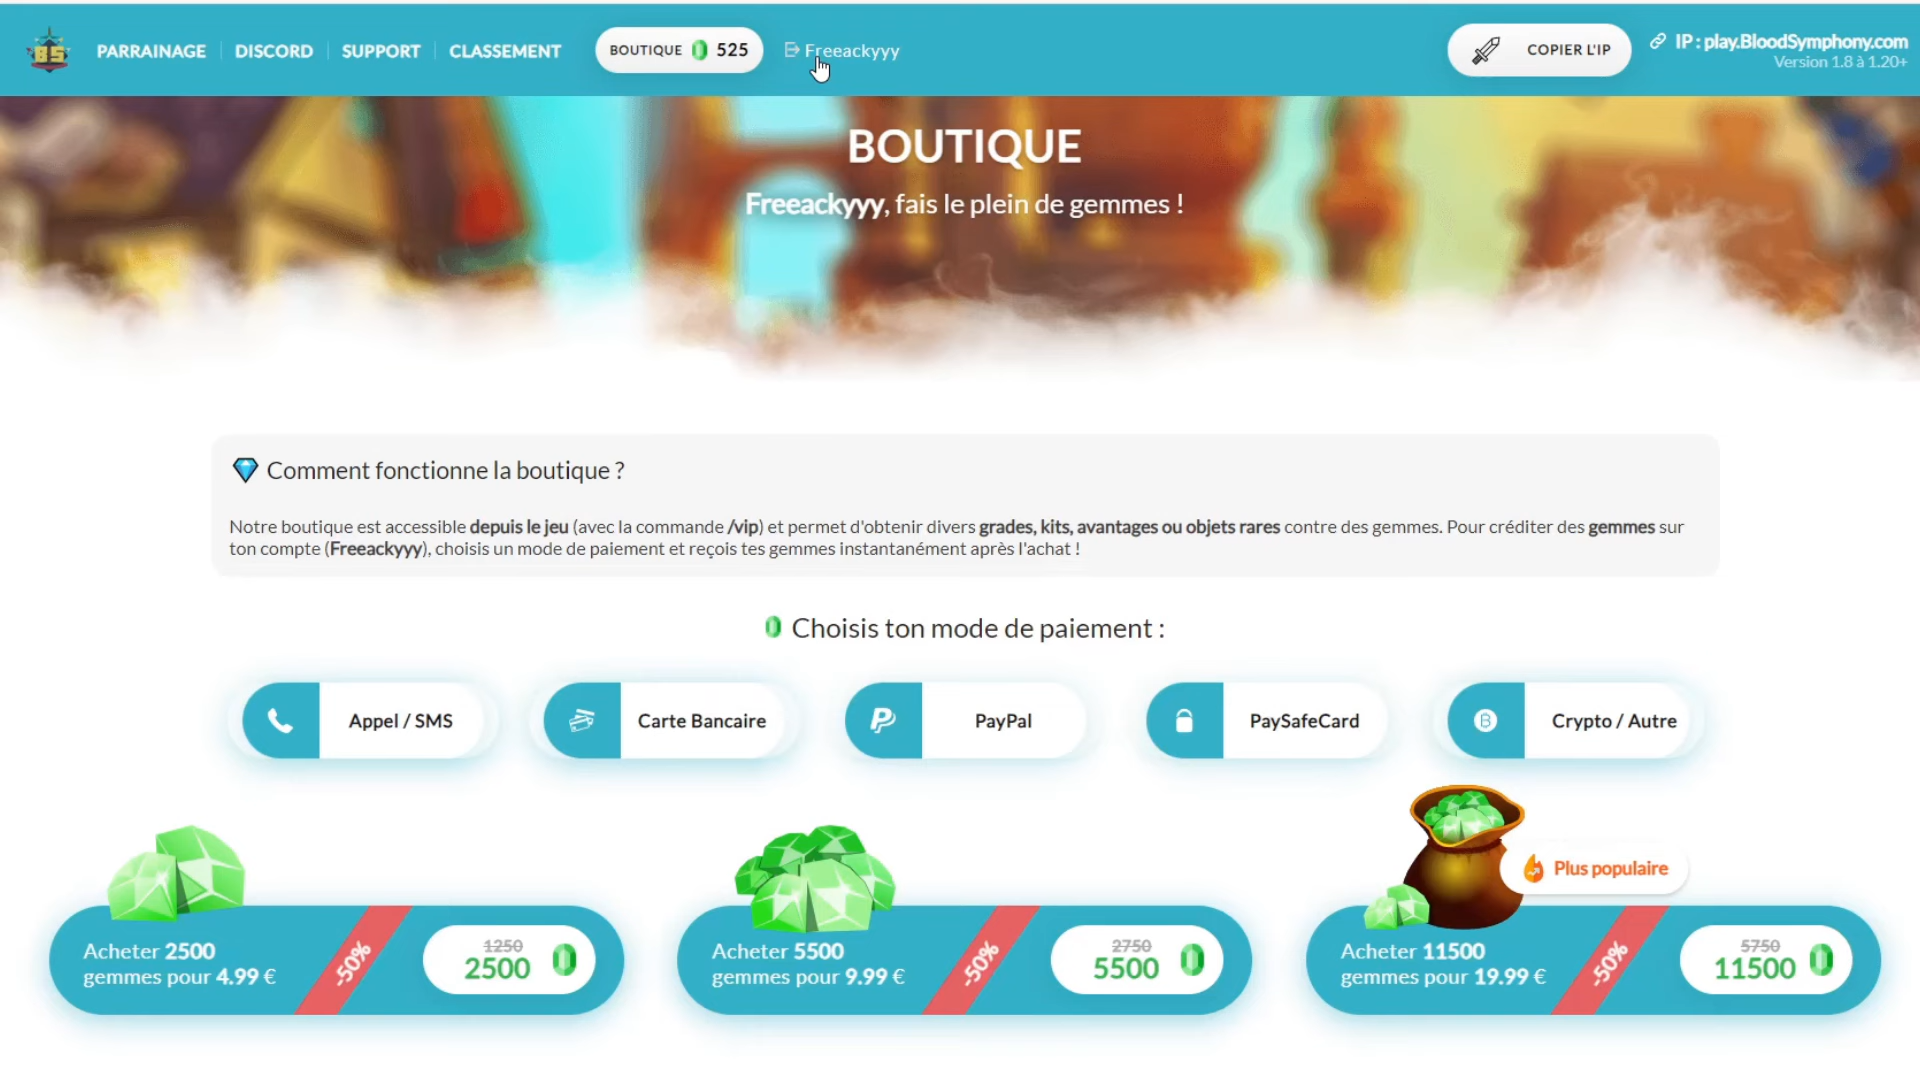 BS
PARRAINAGE
DISCORD
SUPPORT
CLASSEMENT
BOUTIQUE 525
Freeackyyy
COPIER L'IP
IP : play.BloodSymphony.com
Version 1.8 à 1.20+
BOUTIQUE
Freeackyyy, fais le plein de gemmes !
Comment fonctionne la boutique ?
Notre boutique est accessible depuis le jeu (avec la commande /vip) et permet d'obtenir divers grades, kits, avantages ou objets rares contre des gemmes. Pour créditer des gemmes sur
ton compte (Freeackyyy), choisis un mode de paiement et reçois tes gemmes instantanément après l'achat !
Choisis ton mode de paiement :
Appel / SMS
Carte Bancaire
PayPal
PaySafeCard
Crypto / Autre
Plus populaire
Acheter 2500
gemmes pour 4.99 €
-50%
1250
2500
Acheter 5500
gemmes pour 9.99 €
-50%
2750
5500
Acheter 11500
gemmes pour 19.99 €
-50%
5750
11500